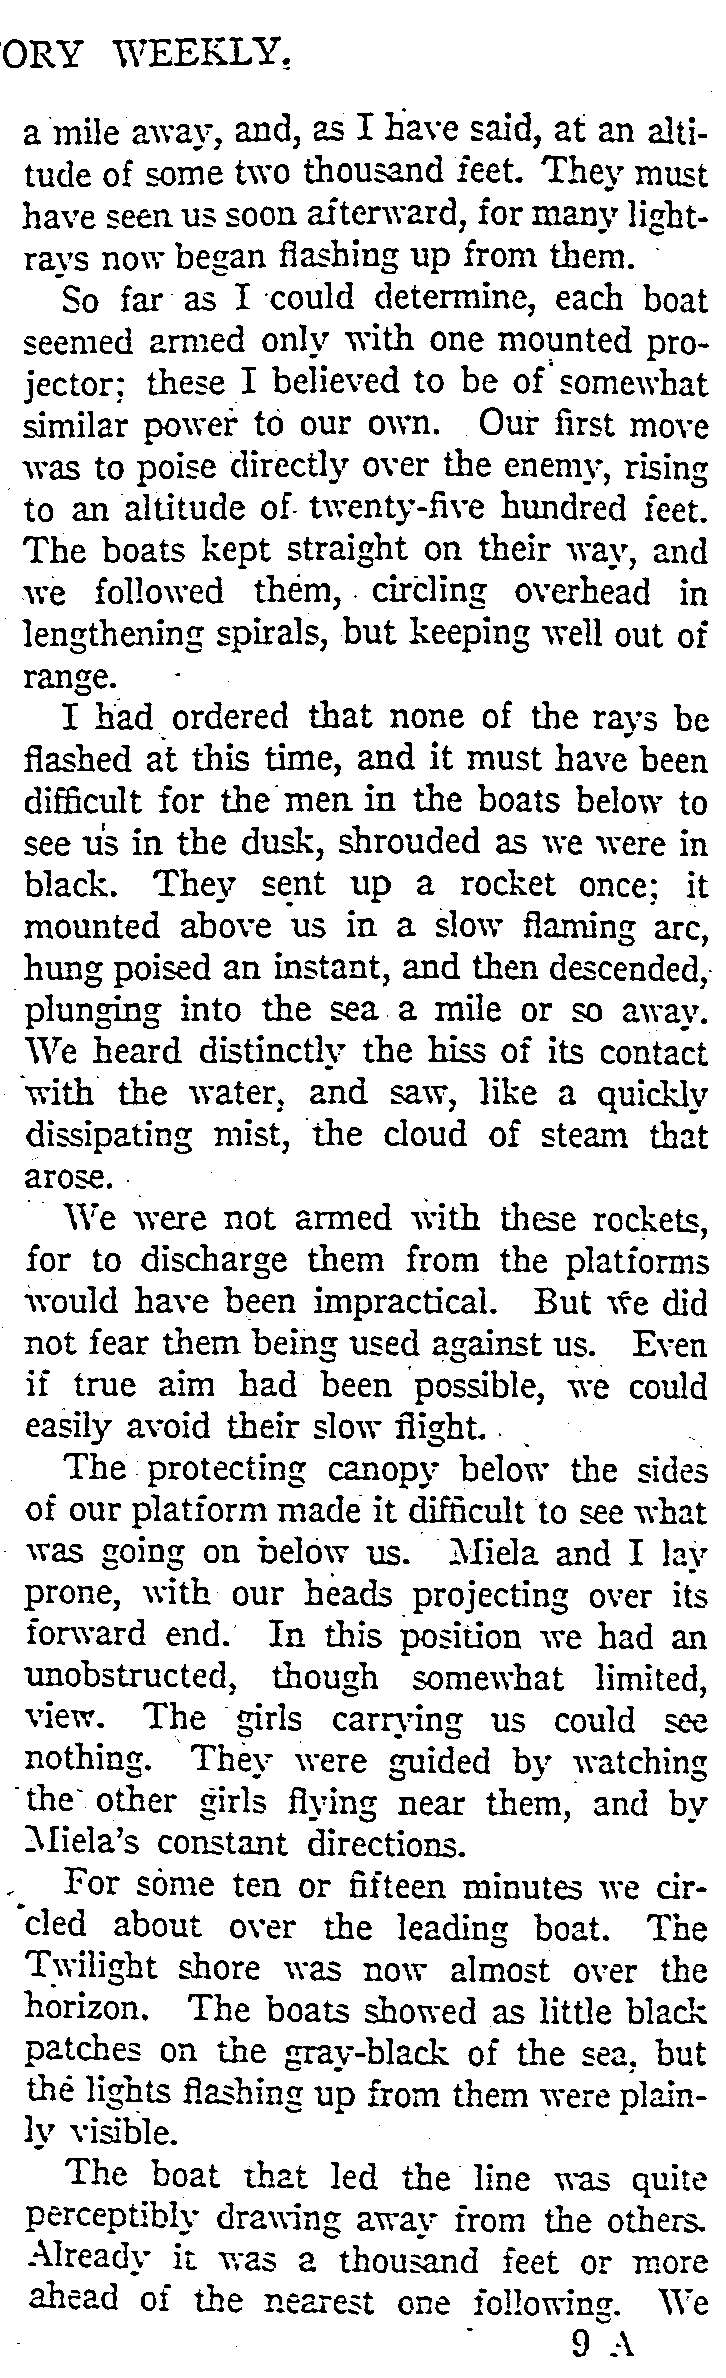 ORY WEEKLY.
a mile away, and, as I have said, at an alti-
tude of some two thousand feet. They must
have seen us soon afterward, for many light-
rays now began flashing up from them.
So far as I could determine, each boat
seemed armed only with one mounted pro-
jector; these I believed to be of somewhat
similar power to our own. Our first move
was to poise directly over the enemy, rising
to an altitude of twenty-five hundred feet.
The boats kept straight on their way, and
we followed them, circling overhead in
lengthening spirals, but keeping well out of
range.
I had ordered that none of the rays be
flashed at this time, and it must have been
difficult for the men in the boats below to
see us in the dusk, shrouded as we were in
black. They sent up a rocket once; it
mounted above us in a slow flaming arc,
hung poised an instant, and then descended,
plunging into the sea a mile or so away.
We heard distinctly the hiss of its contact
with the water, and saw, like a quickly
dissipating mist, the cloud of steam that
arose.
We were not armed with these rockets,
for to discharge them from the platforms
would have been impractical. But we did
not fear them being used against us. Even
if true aim had been possible, we could
easily avoid their slow flight.
The protecting canopy below the sides
of our platform made it difficult to see what
was going on below us. Miela and I lay
prone, with our heads projecting over its
forward end. In this position we had an
unobstructed, though somewhat limited,
view. The girls carrying us could see
nothing. They were guided by watching
the other girls flying near them, and by
Miela's constant directions.
For some ten or fifteen minutes we cir-
cled about over the leading boat. The
Twilight shore was now almost over the
horizon. The boats showed as little black
patches on the gray-black of the sea, but
the lights flashing up from them were plain-
ly visible.
The boat that led the line was quite
perceptibly drawing away from the others.
Already it was a thousand feet or more
ahead of the nearest one following. We
9 A